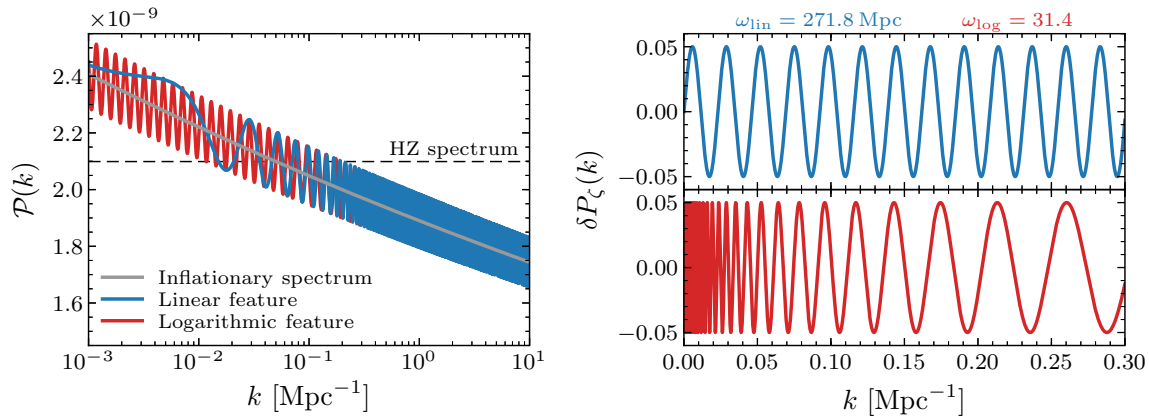 ×10⁻⁹
2.4
2.2
2.0
1.8
1.6
𝒫(k)
HZ spectrum
Inflationary spectrum
Linear feature
Logarithmic feature
10⁻³
10⁻²
10⁻¹
10⁰
10¹
k [Mpc⁻¹]
ω_lin = 271.8 Mpc
ω_log = 31.4
0.05
0.00
−0.05
0.05
0.00
−0.05
δP_ζ(k)
0.00
0.05
0.10
0.15
0.20
0.25
0.30
k [Mpc⁻¹]